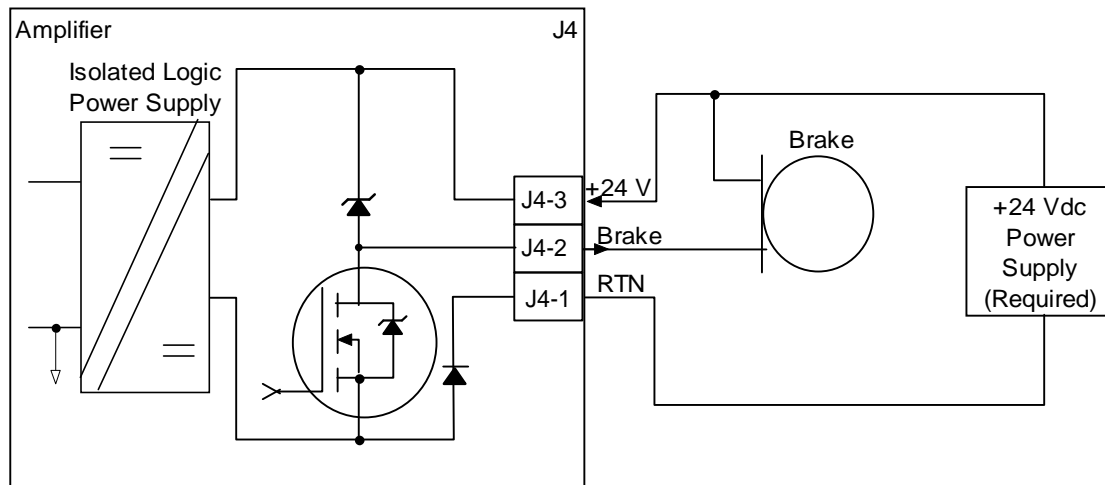 Amplifier
J4
Isolated Logic
Power Supply
J4-3
+24 V
J4-2
Brake
J4-1
RTN
Brake
+24 Vdc
Power
Supply
(Required)